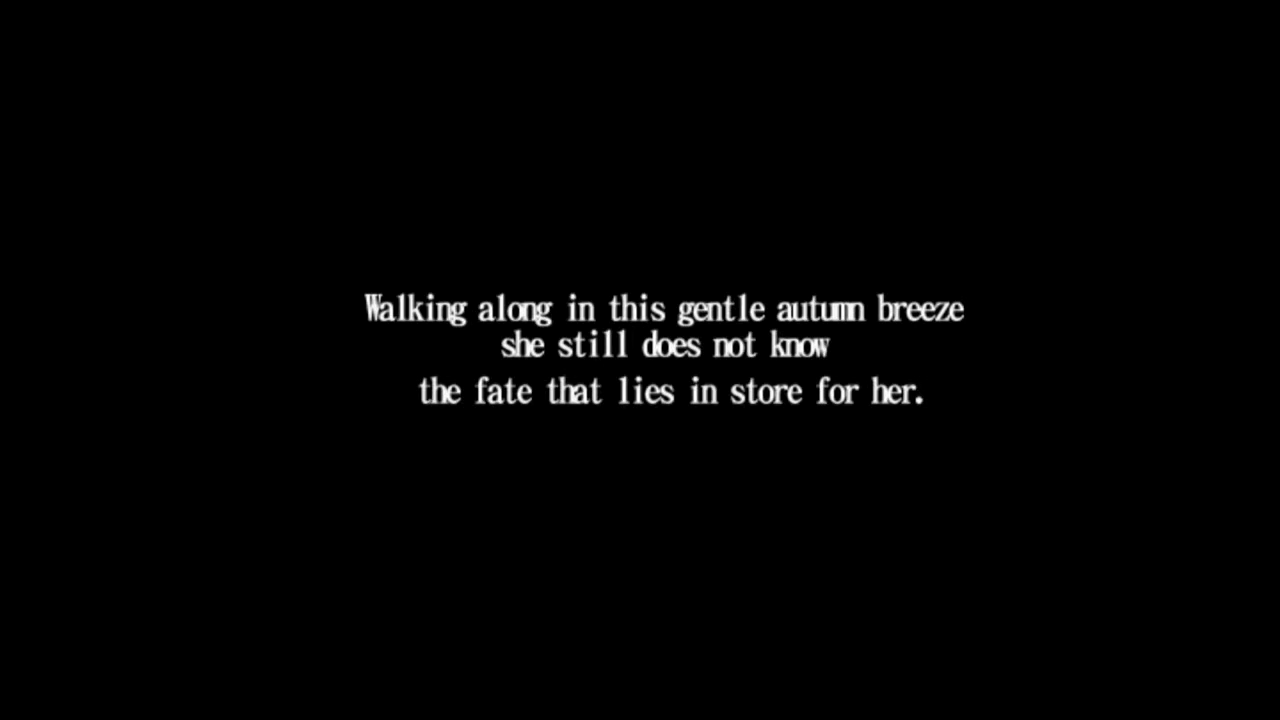 Walking along in this gentle autumn breeze
she still does not know
the fate that lies in store for her.